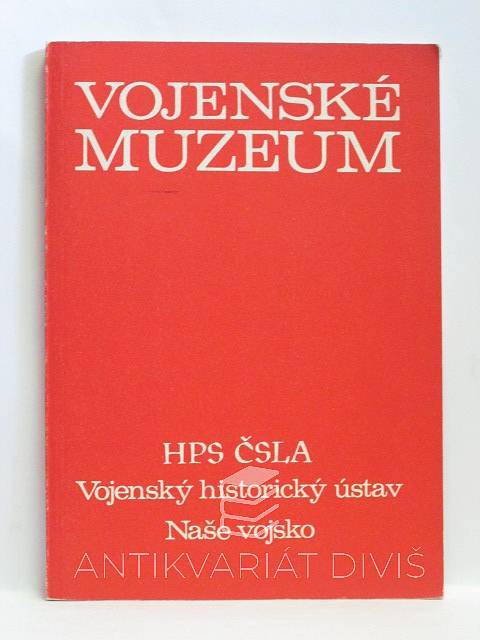 VOJENSKÉ
MUZEUM
HPS ČSLA
Vojenský historický ústav
Naše vojsko
ANTIKVARIÁT DIVIŠ